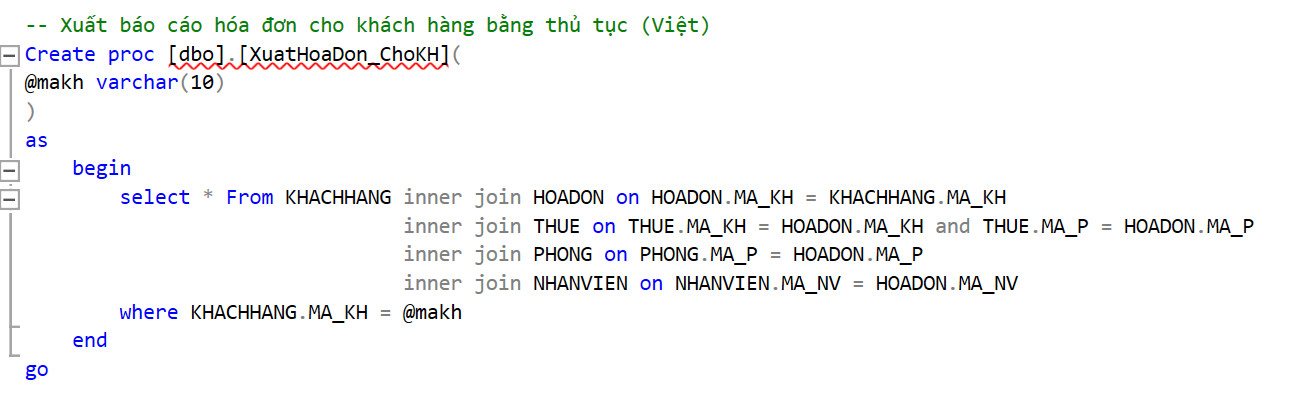 -- Xuất báo cáo hóa đơn cho khách hàng bằng thủ tục (Việt)
Create proc [dbo].[XuatHoaDon_ChoKH](
@makh varchar(10)
)
as
begin
select * From KHACHHANG inner join HOADON on HOADON.MA_KH = KHACHHANG.MA_KH
inner join THUE on THUE.MA_KH = HOADON.MA_KH and THUE.MA_P = HOADON.MA_P
inner join PHONG on PHONG.MA_P = HOADON.MA_P
inner join NHANVIEN on NHANVIEN.MA_NV = HOADON.MA_NV
where KHACHHANG.MA_KH = @makh
end
go